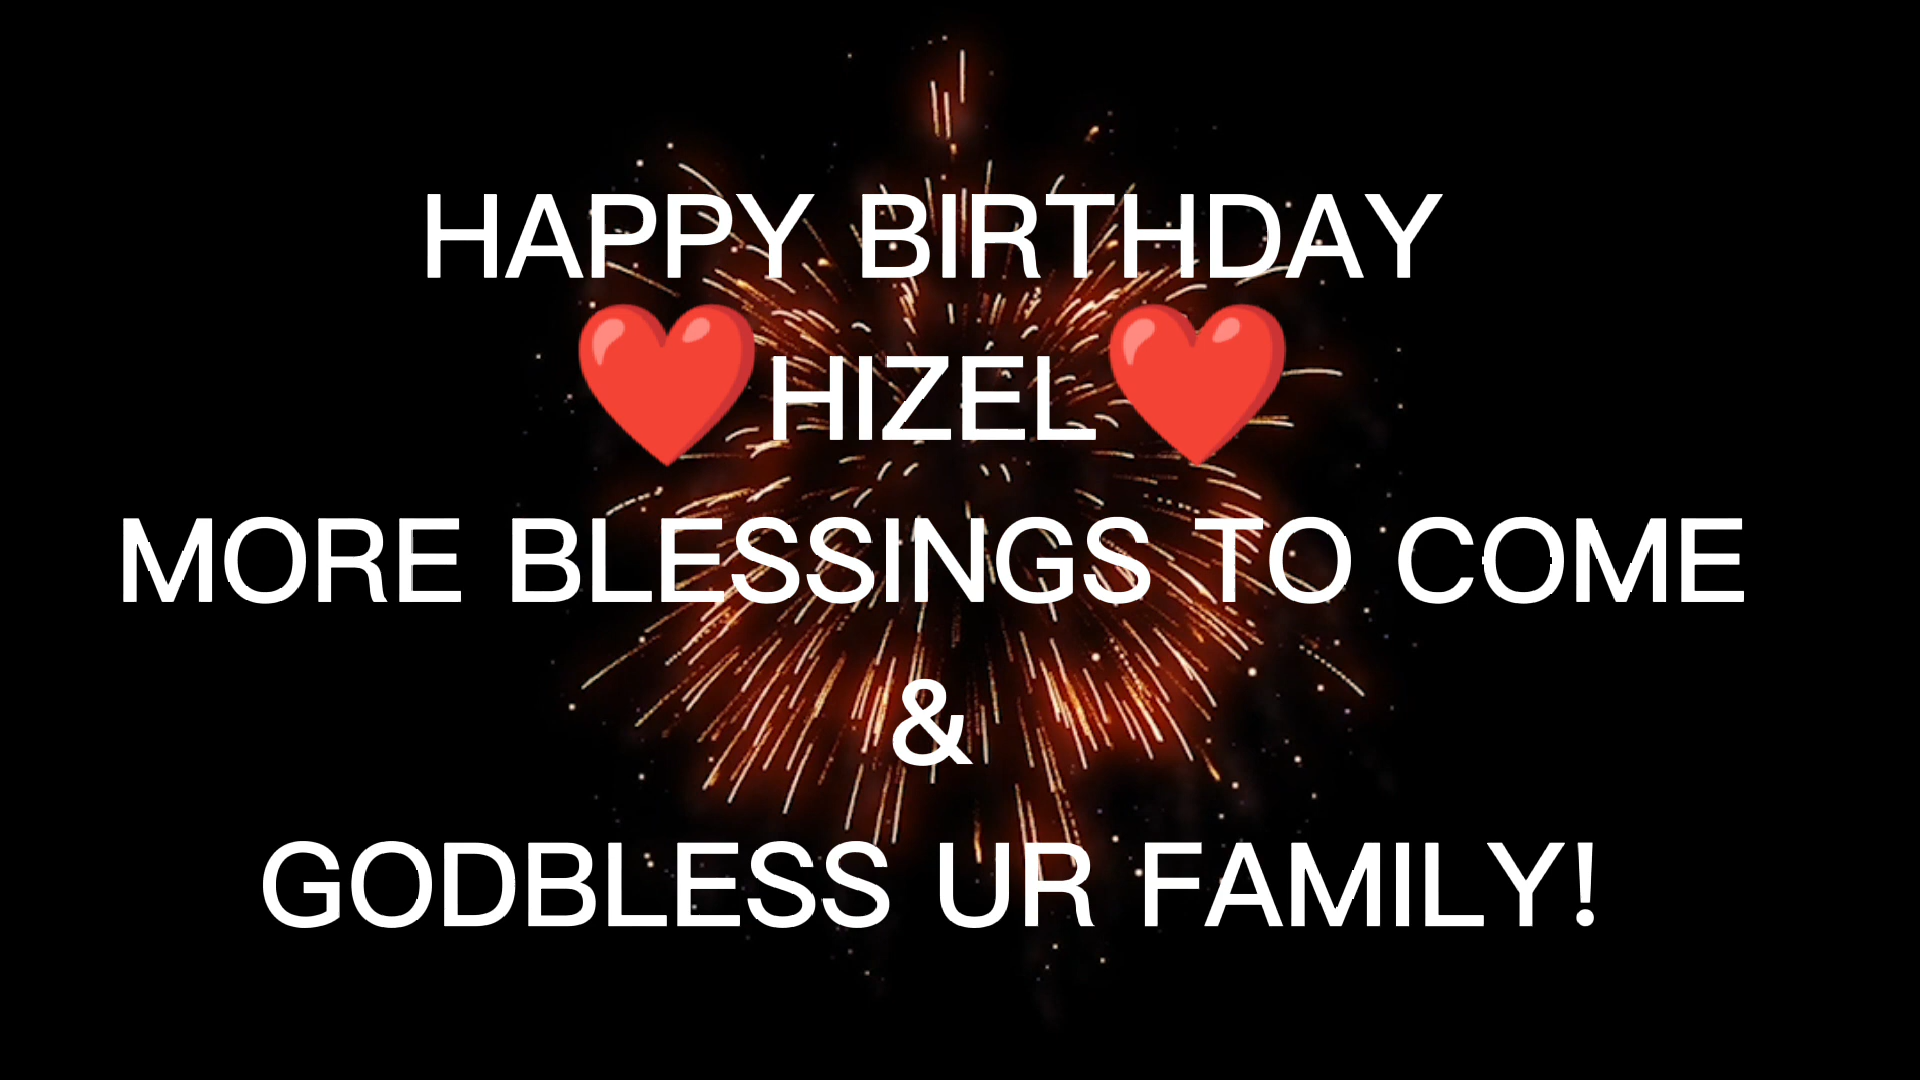 HAPPY BIRTHDAY
❤️HIZEL❤️
MORE BLESSINGS TO COME
&
GODBLESS UR FAMILY!